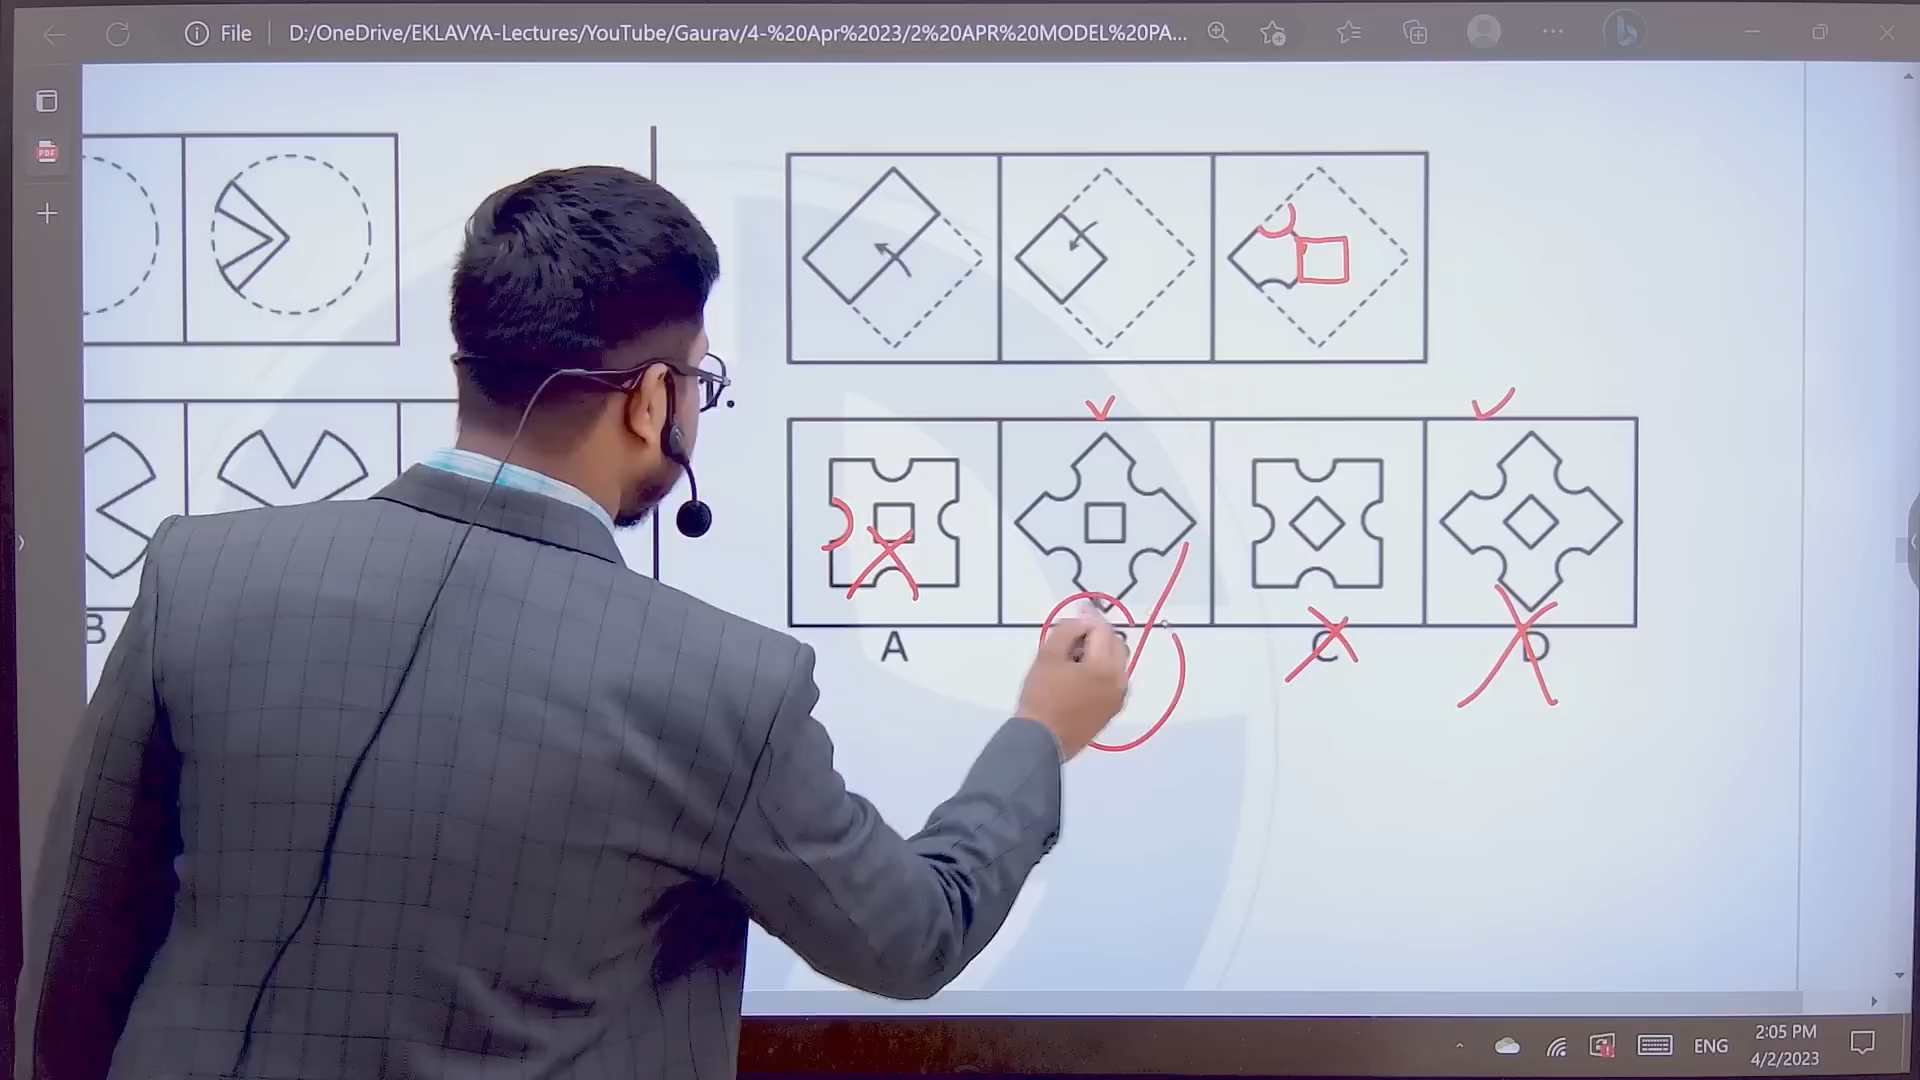 File
D:/OneDrive/EKLAVYA-Lectures/YouTube/Gaurav/4-%20Apr%2023/2%20APR%20MODEL%20PA...
PDF
B
A
C
D
ENG
2:05 PM
4/2/2023